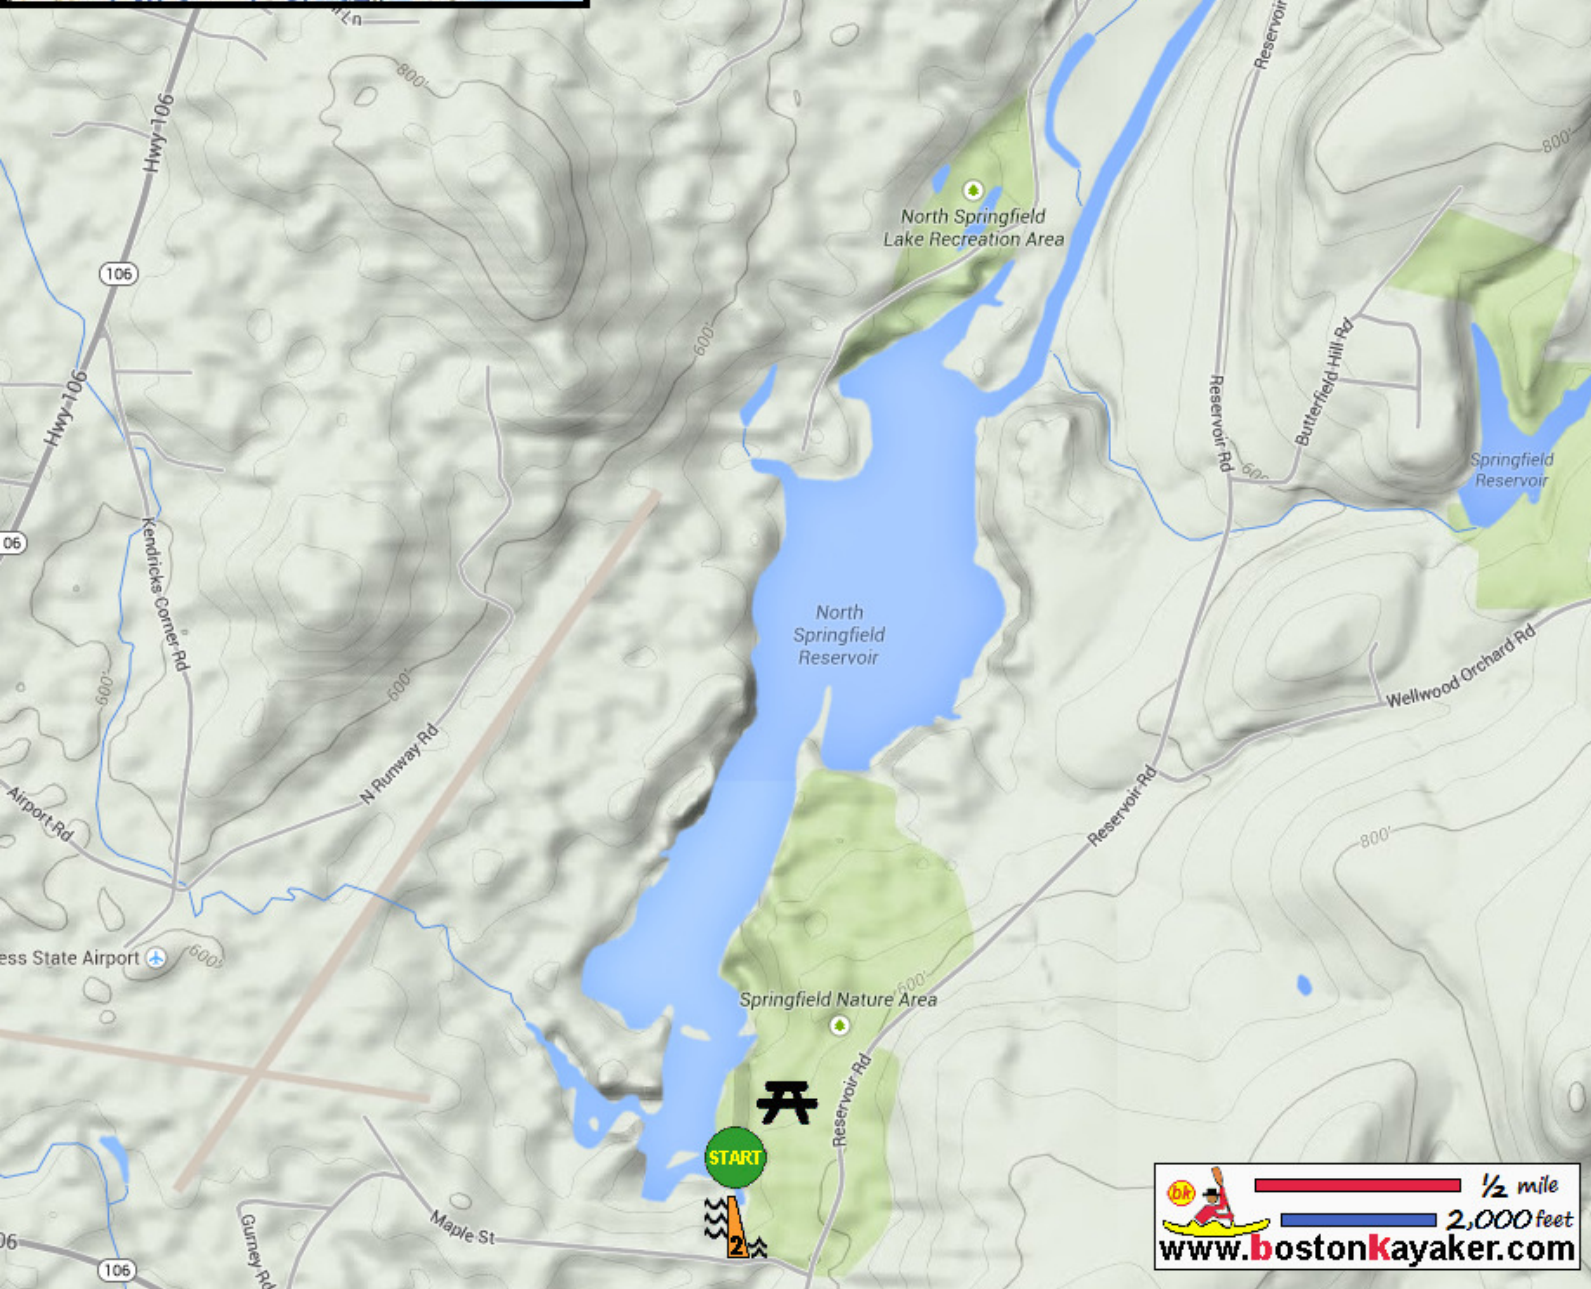 Ln
800'
Hwy 106
Reservoir
800'
North Springfield
Lake Recreation Area
106
600'
Hwy 106
Reservoir Rd
Butterfield Hill Rd
600'
Springfield
Reservoir
06
Kendricks Corner Rd
North
Springfield
Reservoir
600'
600'
Wellwood Orchard Rd
N Runway Rd
Airport Rd
Reservoir Rd
800'
ess State Airport
600'
600'
Springfield Nature Area
Reservoir Rd
START
Gurney Rd
Maple St
2
06
106
bk
½ mile
2,000 feet
www.bostonkayaker.com